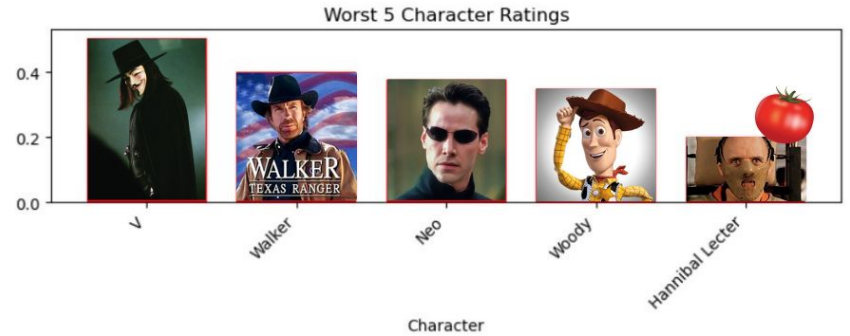 Worst 5 Character Ratings
0.4
0.2
0.0
WALKER
TEXAS RANGER
V
Walker
Neo
Woody
Hannibal Lecter
Character